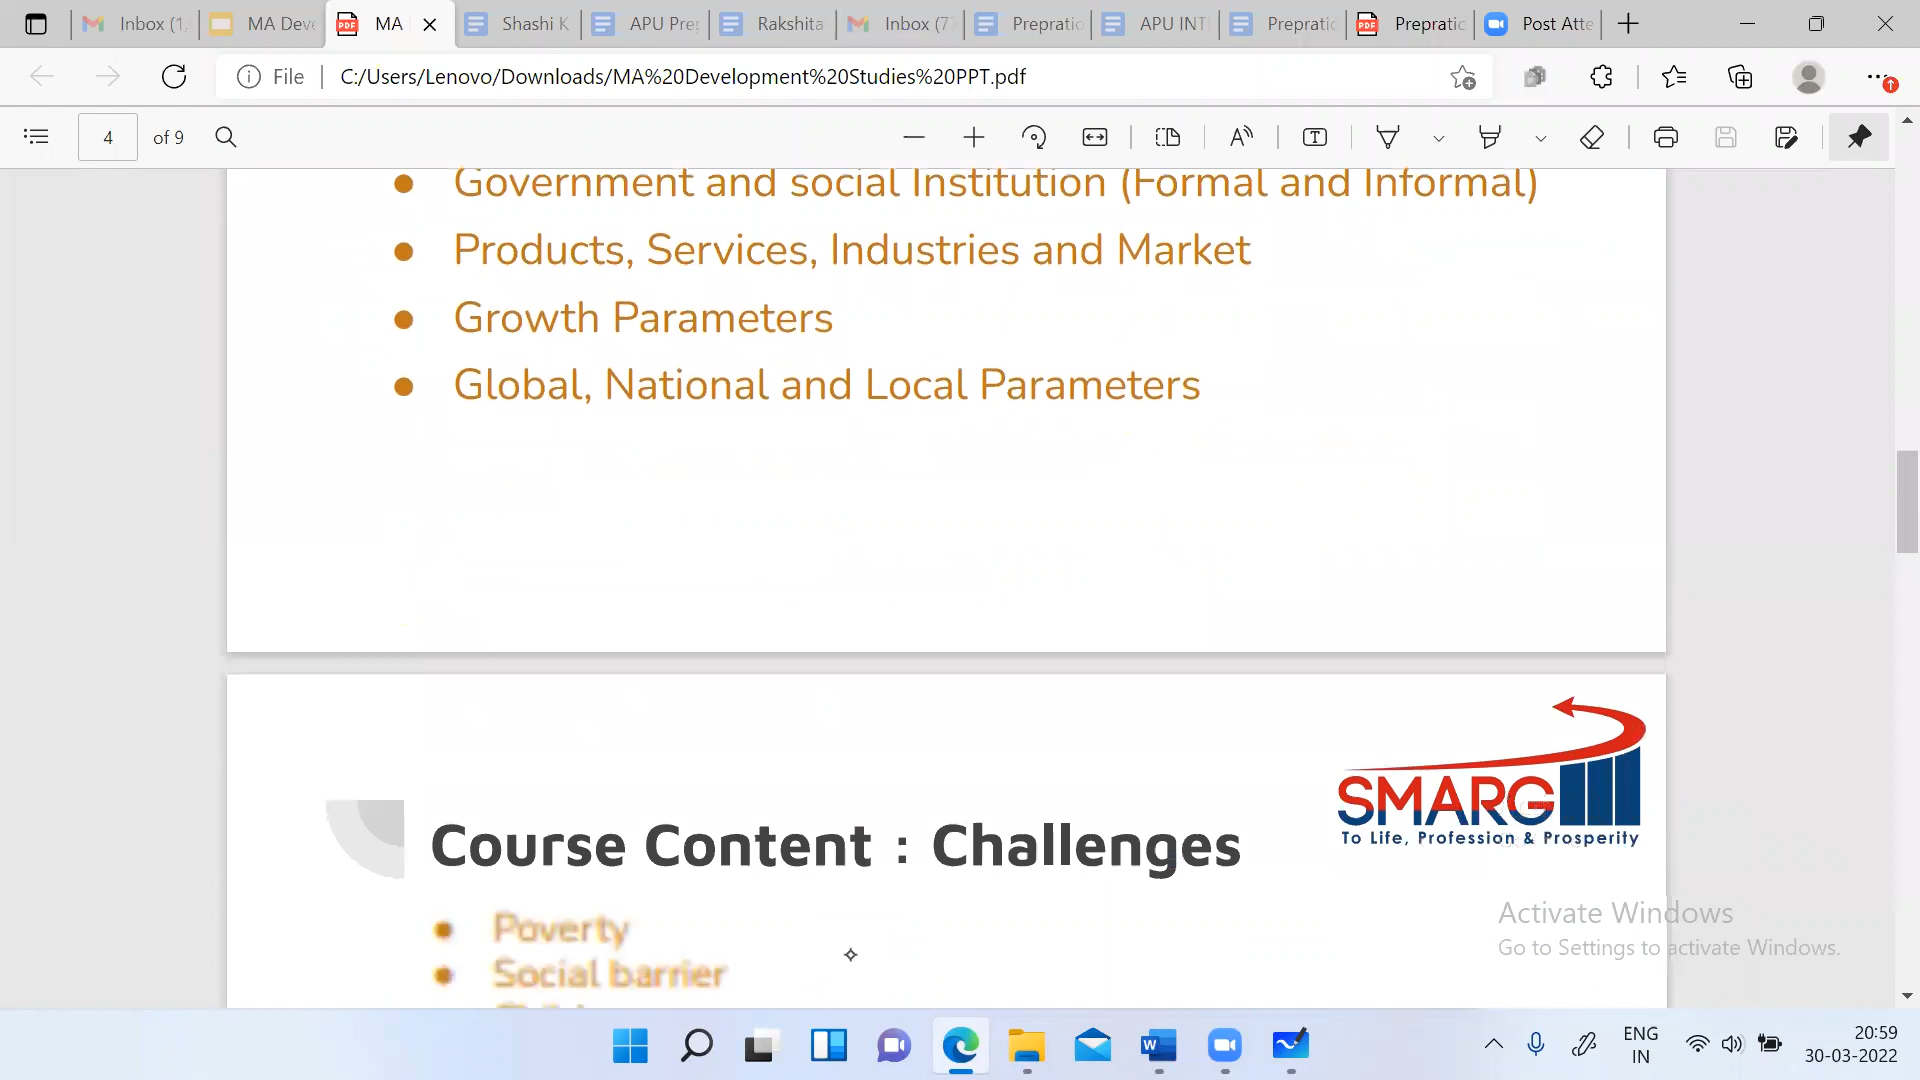 Inbox (1,
MA Deve
MA
Shashi K
APU Prep
Rakshita
Inbox (77
Prepratio
APU INT
Prepratio
Prepratio
Post Atte
File
C:/Users/Lenovo/Downloads/MA%20Development%20Studies%20PPT.pdf
4 of 9
Government and social Institution (Formal and Informal)
Products, Services, Industries and Market
Growth Parameters
Global, National and Local Parameters
SMARG
To Life, Profession & Prosperity
Course Content : Challenges
Poverty
Social barrier
Activate Windows
Go to Settings to activate Windows.
ENG
IN
20:59
30-03-2022